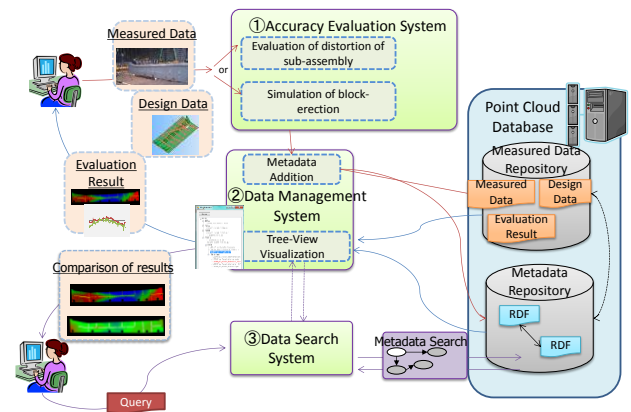 ①Accuracy Evaluation System
Measured Data
Evaluation of distortion of
sub-assembly
or
Simulation of block-
erection
Design Data
Point Cloud
Database
Measured Data
Repository
Measured
Data
Design
Data
Evaluation
Result
Evaluation
Result
Metadata
Addition
②Data Management
System
Tree-View
Visualization
Comparison of results
Metadata
Repository
RDF
RDF
③Data Search
System
Metadata Search
Query